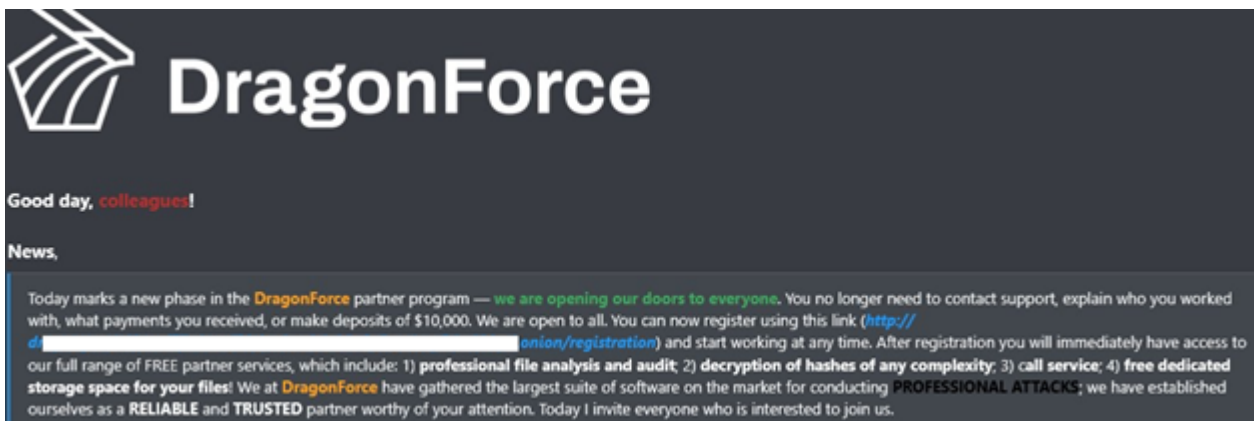 DragonForce
Good day, colleagues!
News,
Today marks a new phase in the DragonForce partner program — we are opening our doors to everyone. You no longer need to contact support, explain who you worked
with, what payments you received, or make deposits of $10,000. We are open to all. You can now register using this link (http://
d onion/registration) and start working at any time. After registration you will immediately have access to
our full range of FREE partner services, which include: 1) professional file analysis and audit; 2) decryption of hashes of any complexity; 3) call service; 4) free dedicated
storage space for your files! We at DragonForce have gathered the largest suite of software on the market for conducting PROFESSIONAL ATTACKS; we have established
ourselves as a RELIABLE and TRUSTED partner worthy of your attention. Today I invite everyone who is interested to join us.